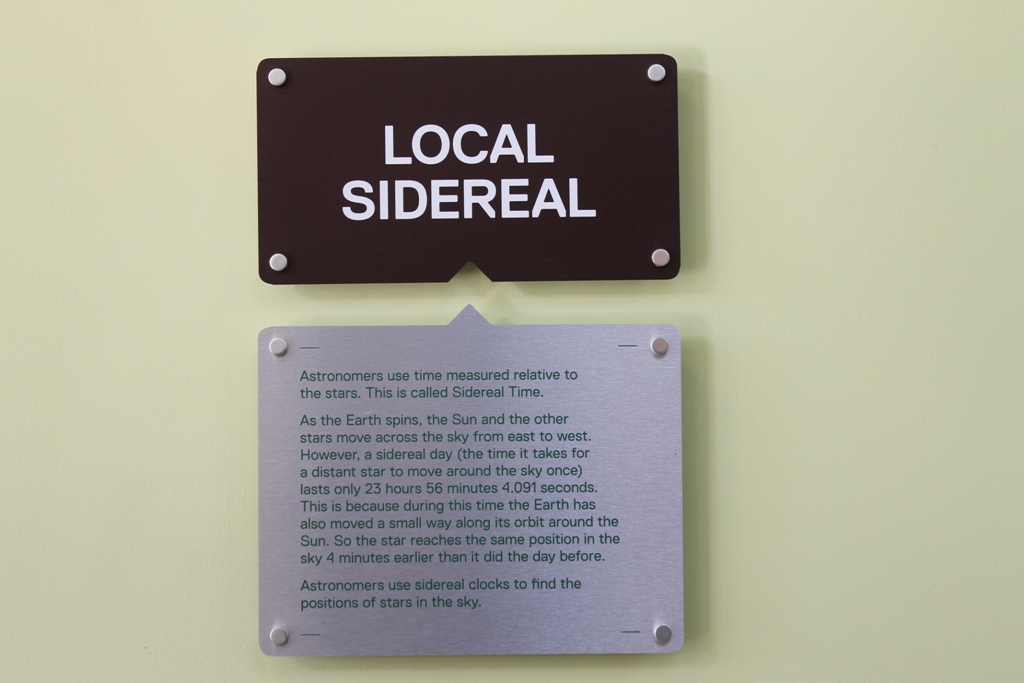 LOCAL
SIDEREAL
Astronomers use time measured relative to
the stars. This is called Sidereal Time.
As the Earth spins, the Sun and the other
stars move across the sky from east to west.
However, a sidereal day (the time it takes for
a distant star to move around the sky once)
lasts only 23 hours 56 minutes 4.091 seconds.
This is because during this time the Earth has
also moved a small way along its orbit around the
Sun. So the star reaches the same position in the
sky 4 minutes earlier than it did the day before.
Astronomers use sidereal clocks to find the
positions of stars in the sky.